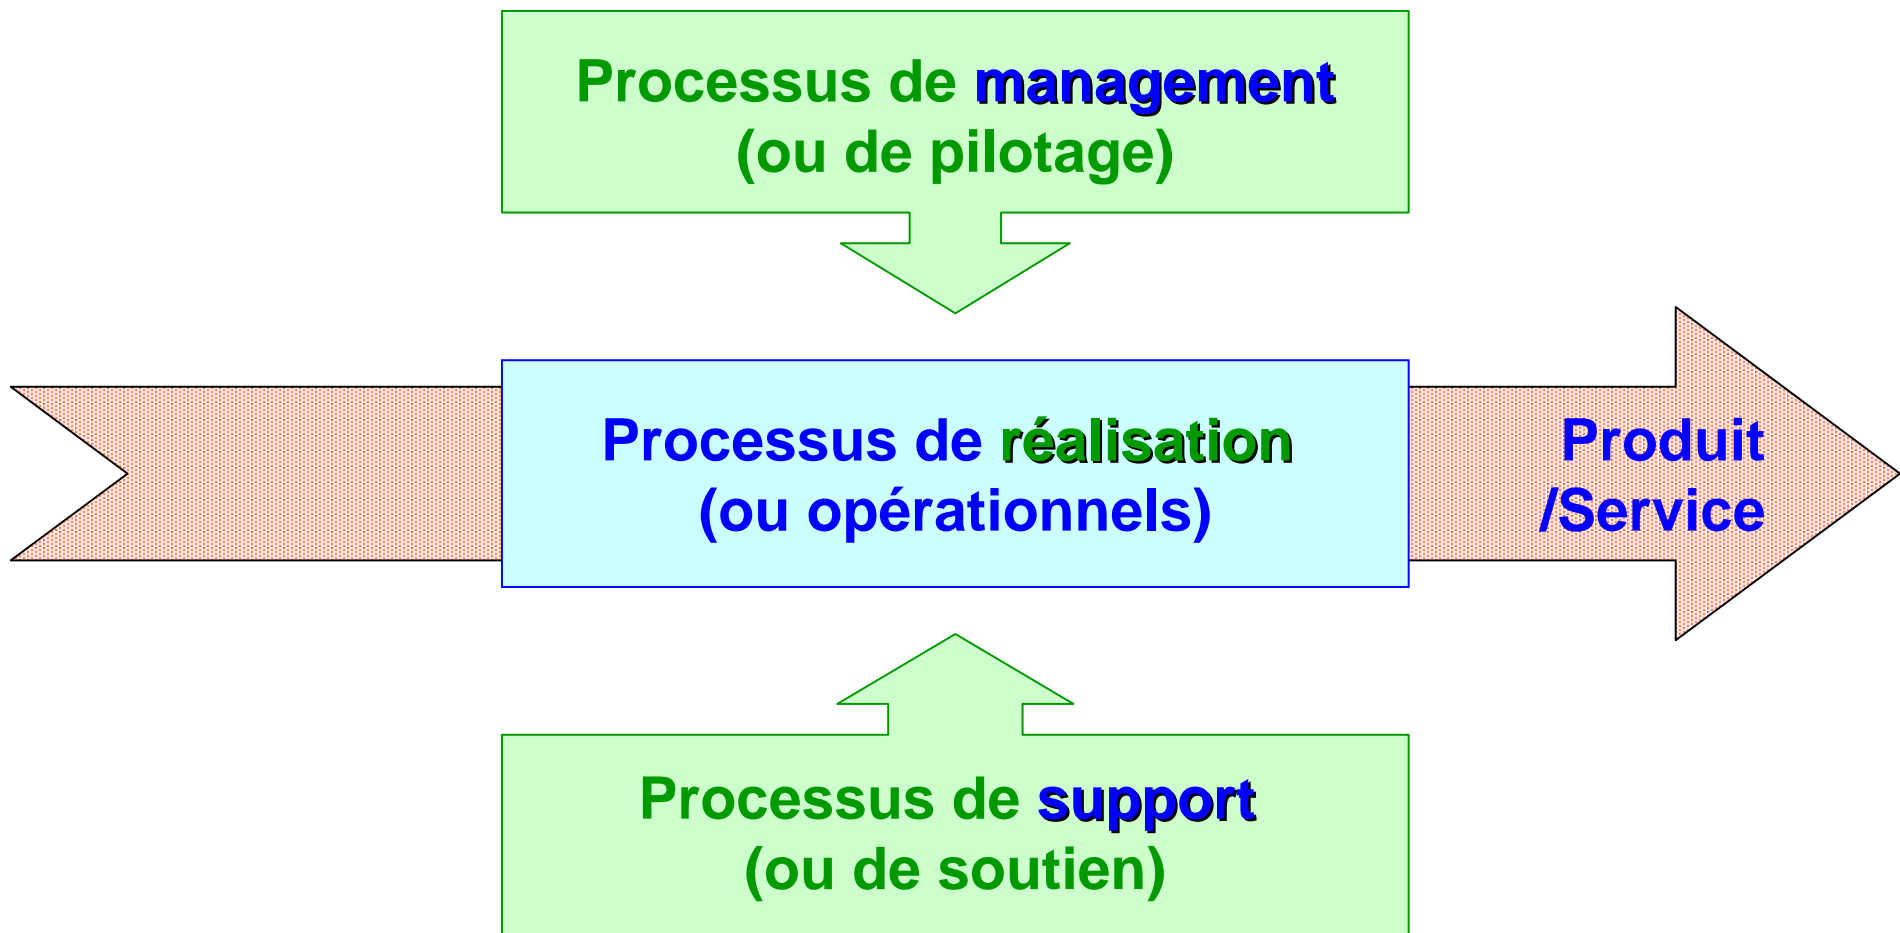 Processus de management
(ou de pilotage)
Processus de réalisation
(ou opérationnels)
Produit
/Service
Processus de support
(ou de soutien)